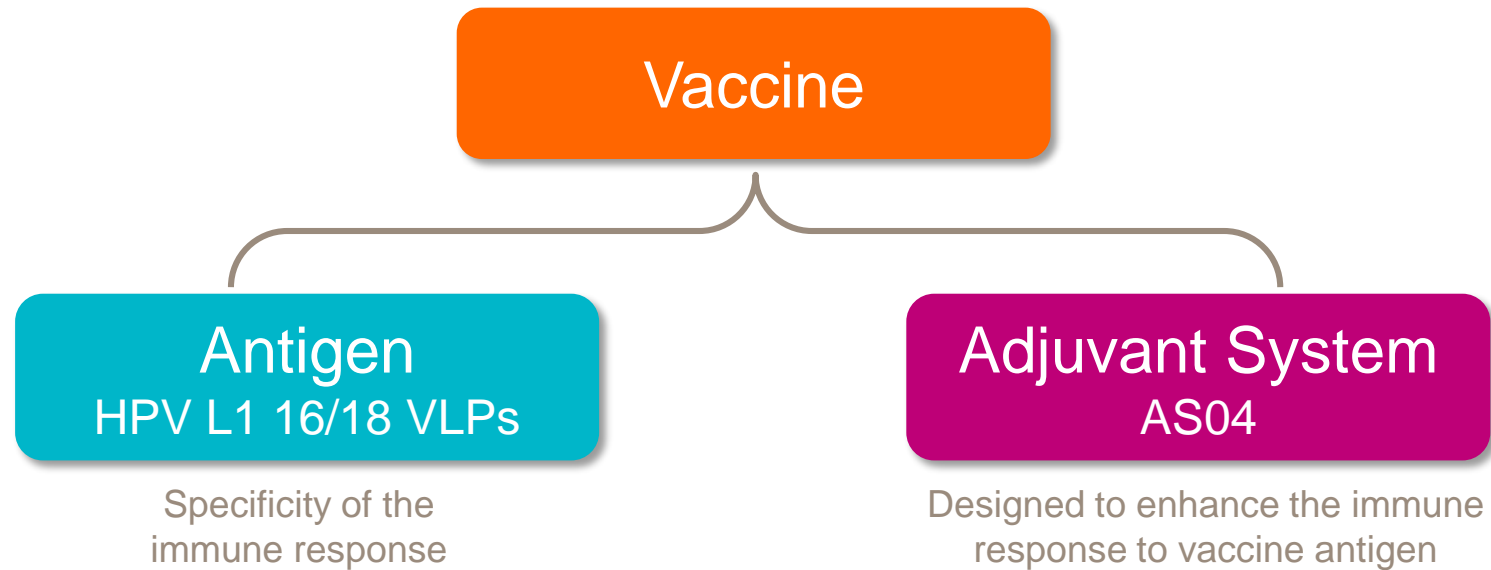 Vaccine
Antigen
HPV L1 16/18 VLPs
Specificity of the
immune response
Adjuvant System
AS04
Designed to enhance the immune
response to vaccine antigen